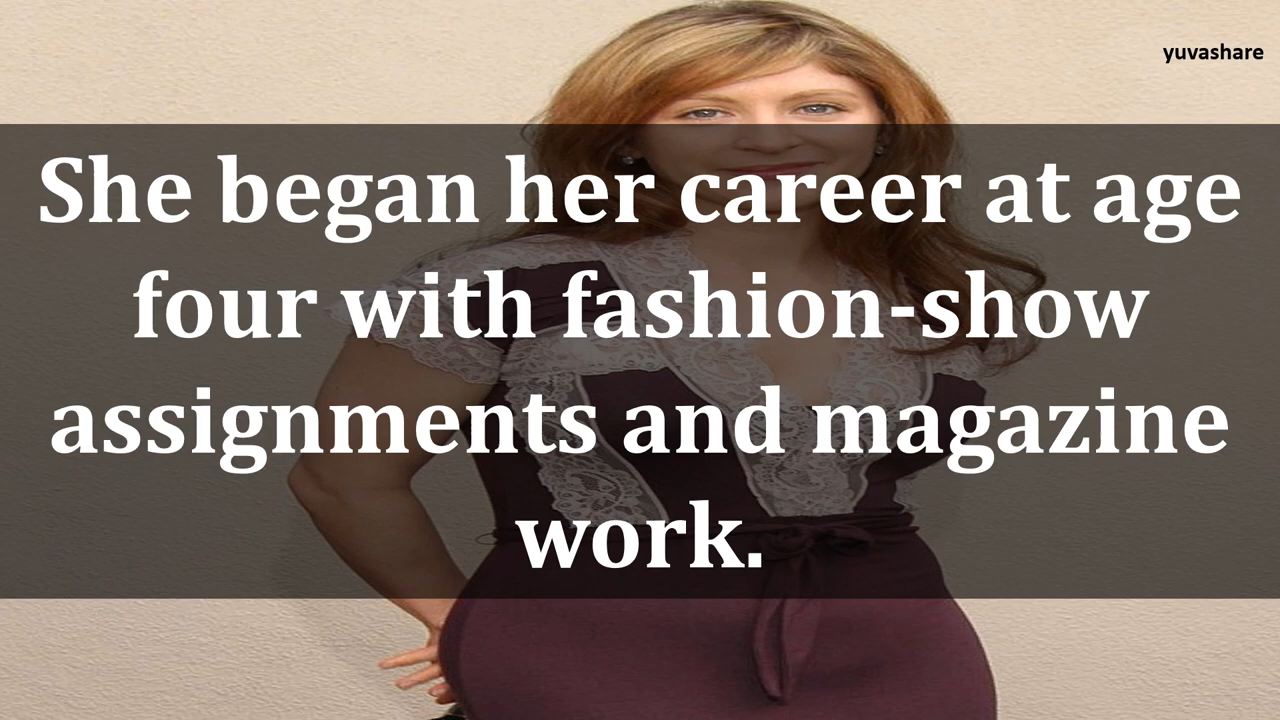 yuvashare
She began her career at age
four with fashion-show
assignments and magazine
work.